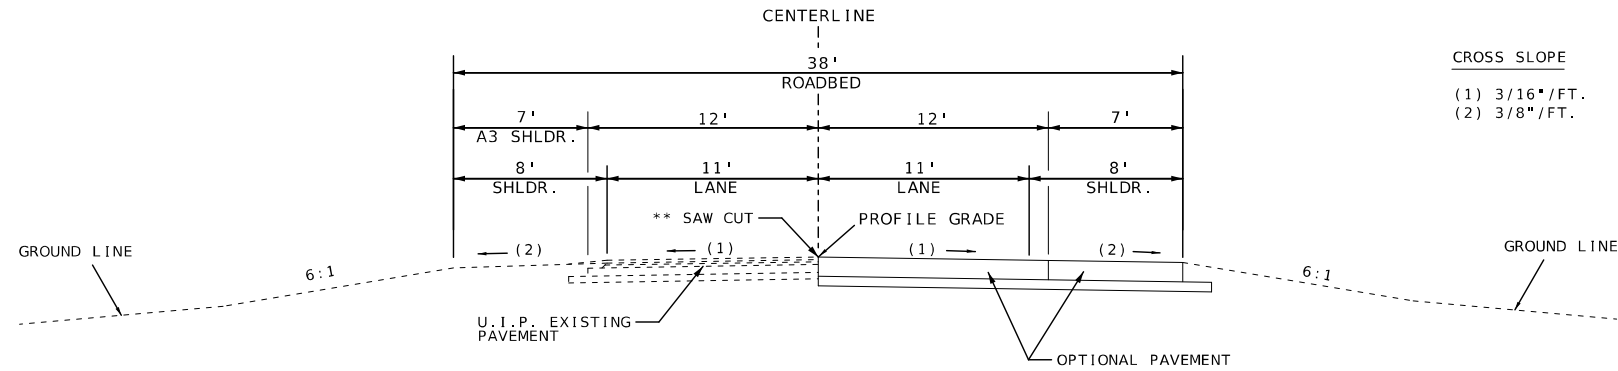 CENTERLINE
38'
ROADBED
CROSS SLOPE
(1) 3/16"/FT.
(2) 3/8"/FT.
7'
A3 SHLDR.
12'
12'
7'
8'
SHLDR.
11'
LANE
11'
LANE
8'
SHLDR.
** SAW CUT
PROFILE GRADE
GROUND LINE
(2)
(1)
(1)
(2)
GROUND LINE
6:1
6:1
U.I.P. EXISTING
PAVEMENT
OPTIONAL PAVEMENT